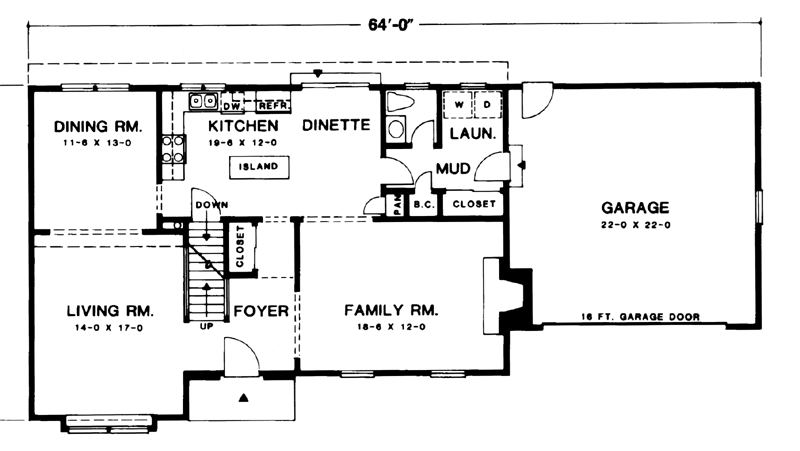 64'-0"
DW.
REFR.
W
D
DINING RM.
11-6 X 13-0
KITCHEN
19-6 X 12-0
DINETTE
LAUN.
ISLAND
MUD
DOWN
PAN
B.C.
CLOSET
GARAGE
22-0 X 22-0
CLOSET
LIVING RM.
14-0 X 17-0
FOYER
FAMILY RM.
18-6 X 12-0
UP
16 FT. GARAGE DOOR